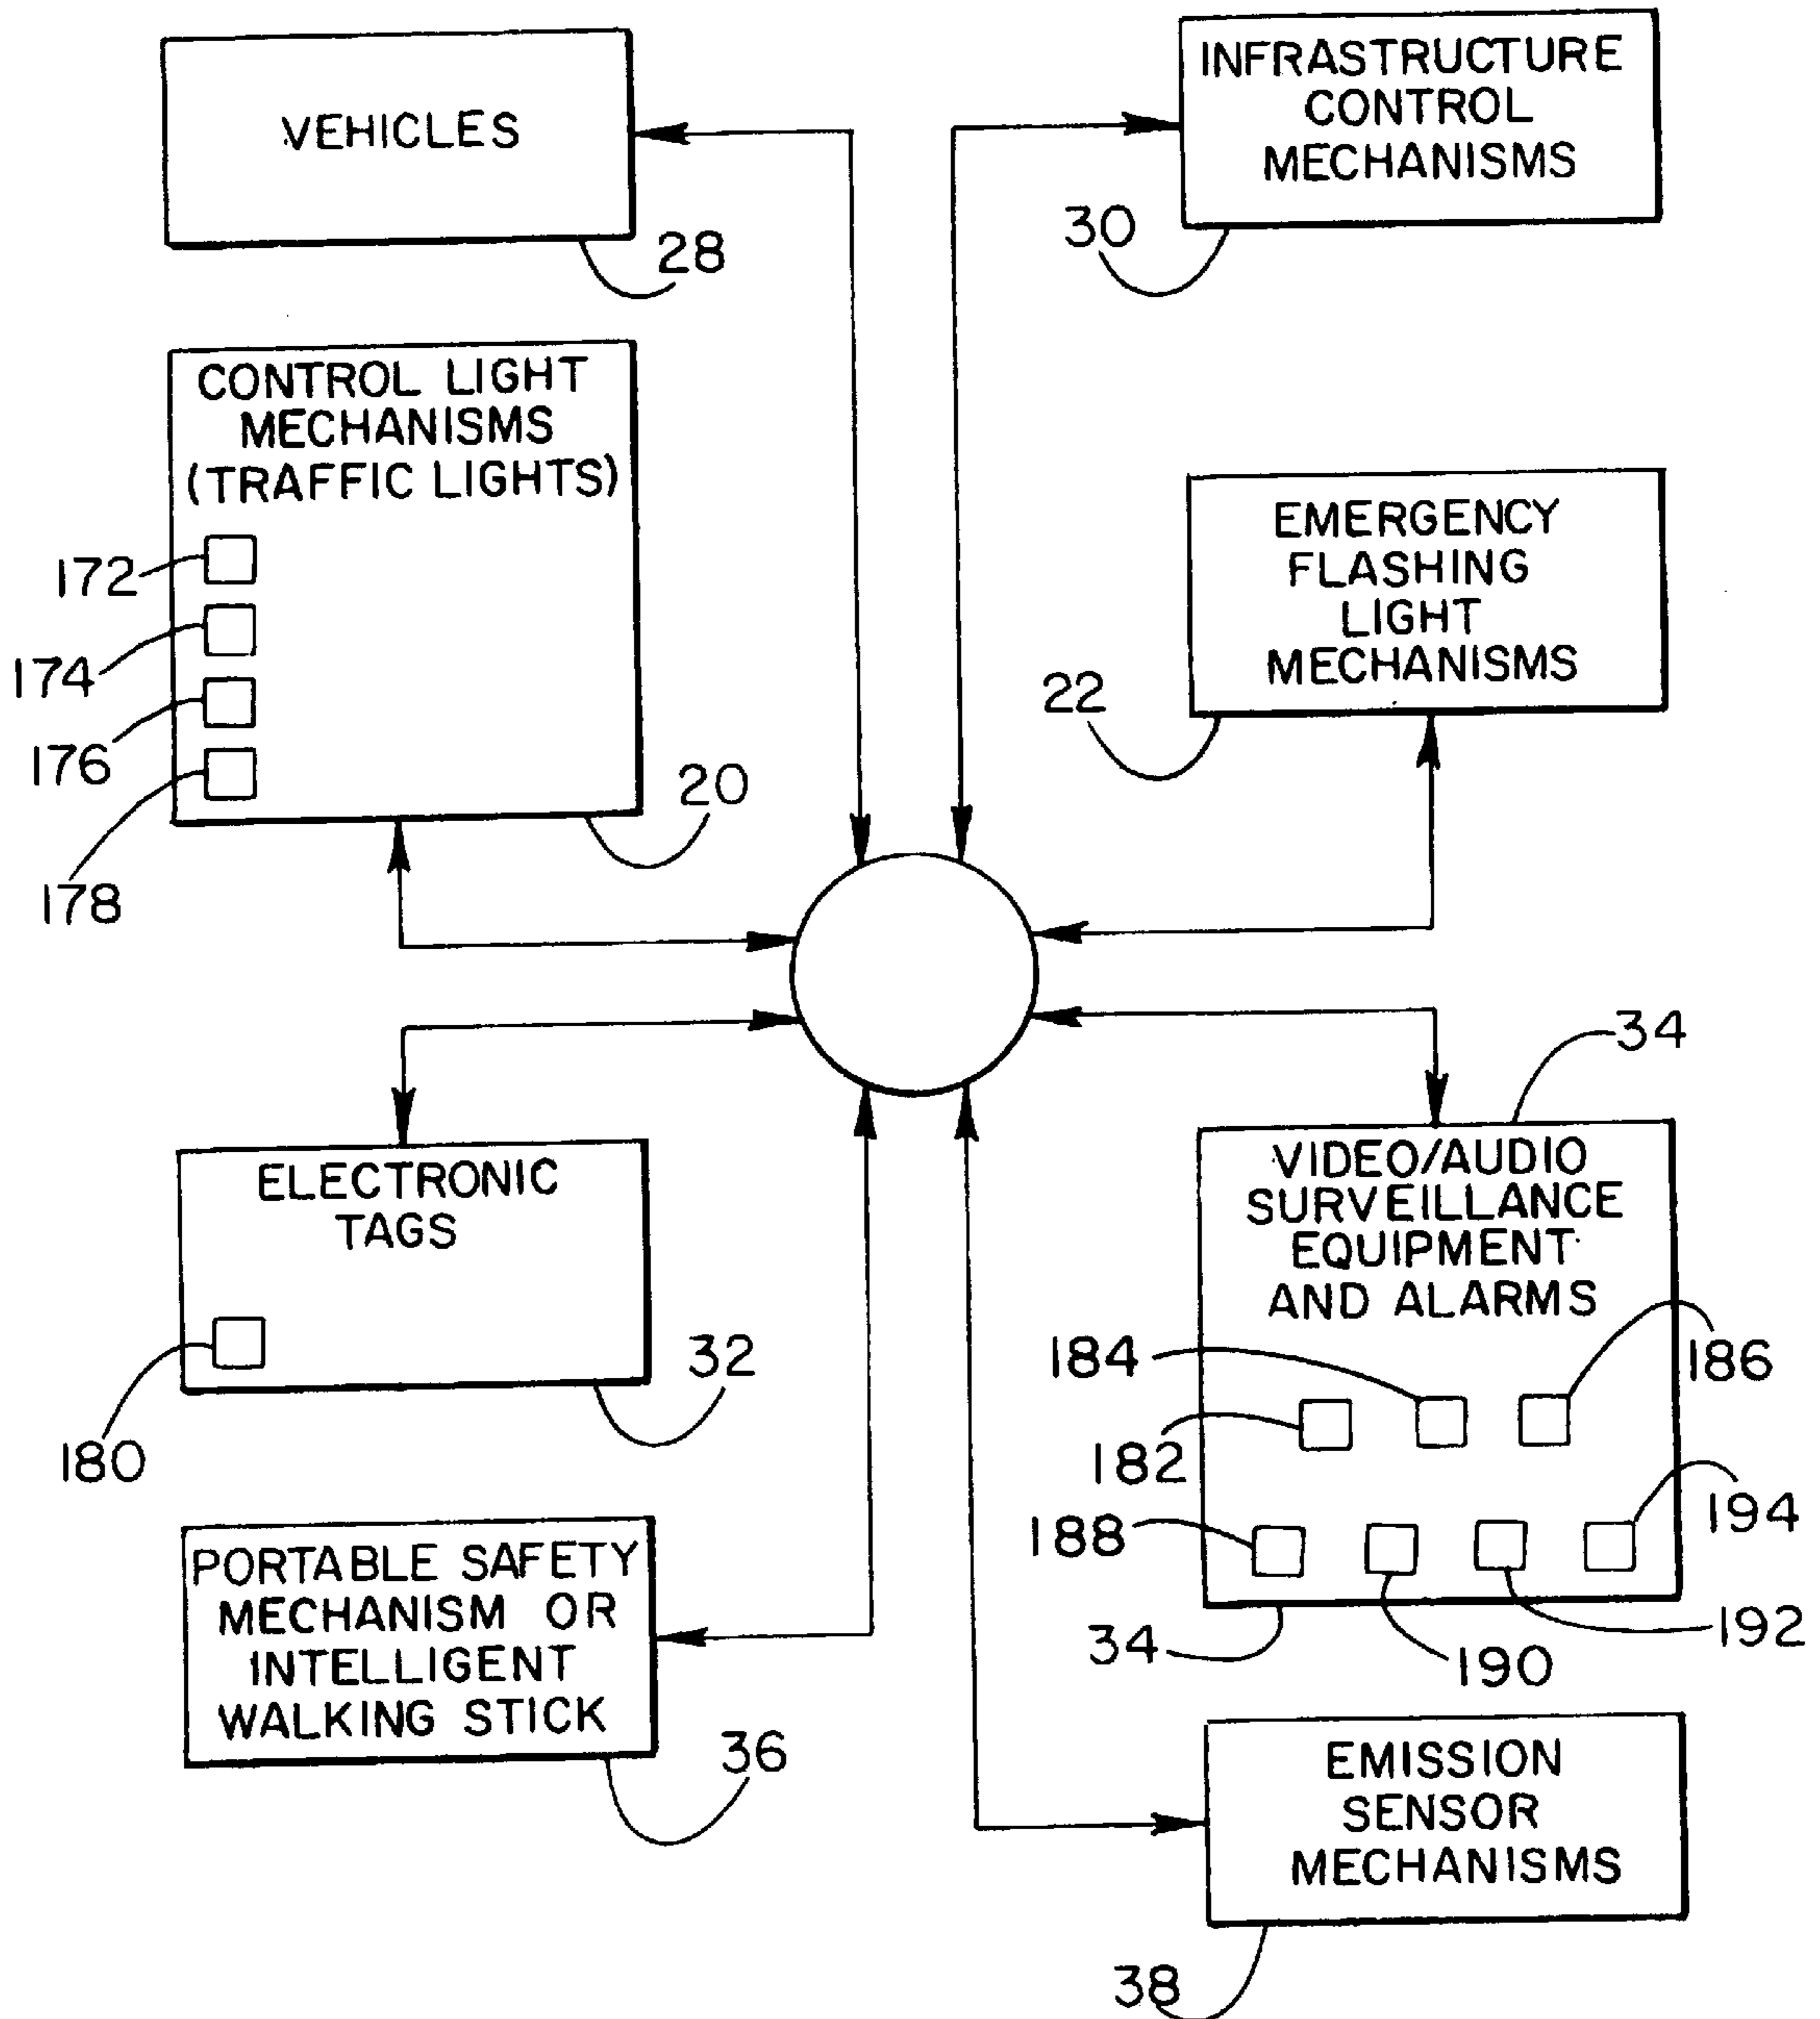 VEHICLES
28
INFRASTRUCTURE
CONTROL
MECHANISMS
30
CONTROL LIGHT
MECHANISMS
(TRAFFIC LIGHTS)
172
174
176
178
20
EMERGENCY
FLASHING
LIGHT
MECHANISMS
22
ELECTRONIC
TAGS
180
32
34
VIDEO/AUDIO
SURVEILLANCE
EQUIPMENT
AND ALARMS
184
186
182
188
194
34
190
192
PORTABLE SAFETY
MECHANISM OR
INTELLIGENT
WALKING STICK
36
EMISSION
SENSOR
MECHANISMS
38